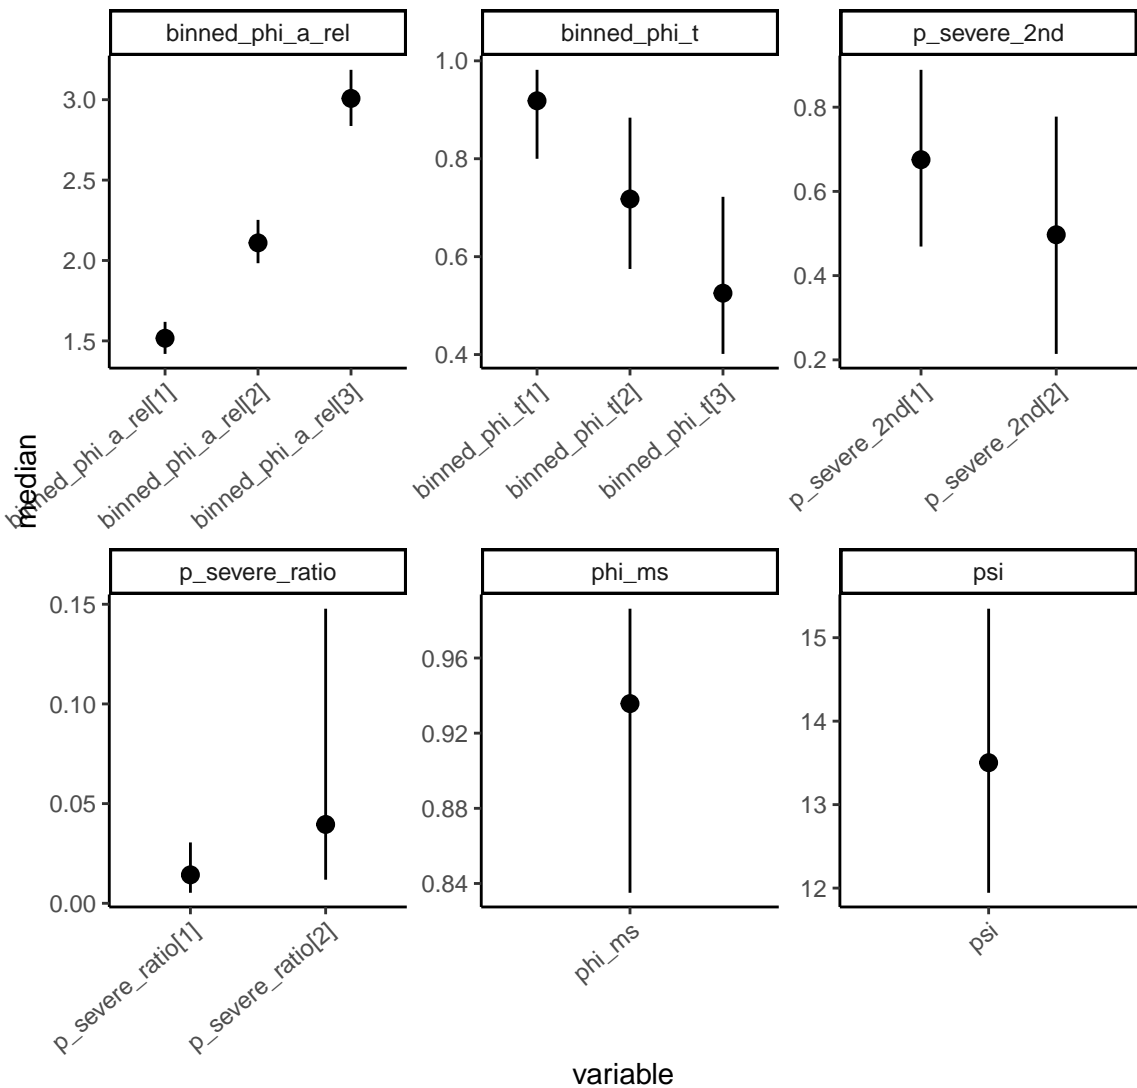 binned_phi_a_rel
binned_phi_t
p_severe_2nd
3.0
2.5
2.0
1.5
1.0
0.8
0.6
0.4
0.8
0.6
0.4
0.2
binned_phi_a_rel[1]
binned_phi_a_rel[2]
binned_phi_a_rel[3]
binned_phi_t[1]
binned_phi_t[2]
binned_phi_t[3]
p_severe_2nd[1]
p_severe_2nd[2]
median
p_severe_ratio
phi_ms
psi
0.15
0.10
0.05
0.00
0.96
0.92
0.88
0.84
15
14
13
12
p_severe_ratio[1]
p_severe_ratio[2]
phi_ms
psi
variable